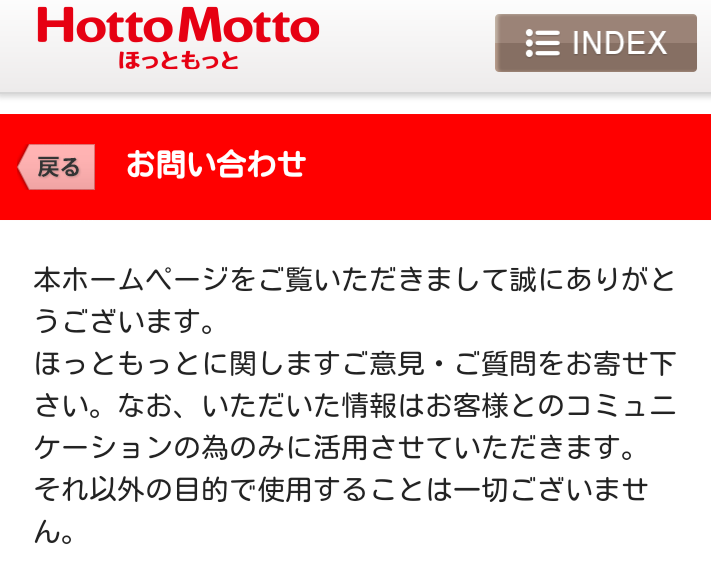 Hotto Motto
ほっともっと
INDEX
戻る
お問い合わせ
本ホームページをご覧いただきまして誠にありがと
うございます。
ほっともっとに関しますご意見・ご質問をお寄せ下
さい。なお、いただいた情報はお客様とのコミュニ
ケーションの為のみに活用させていただきます。
それ以外の目的で使用することは一切ございませ
ん。